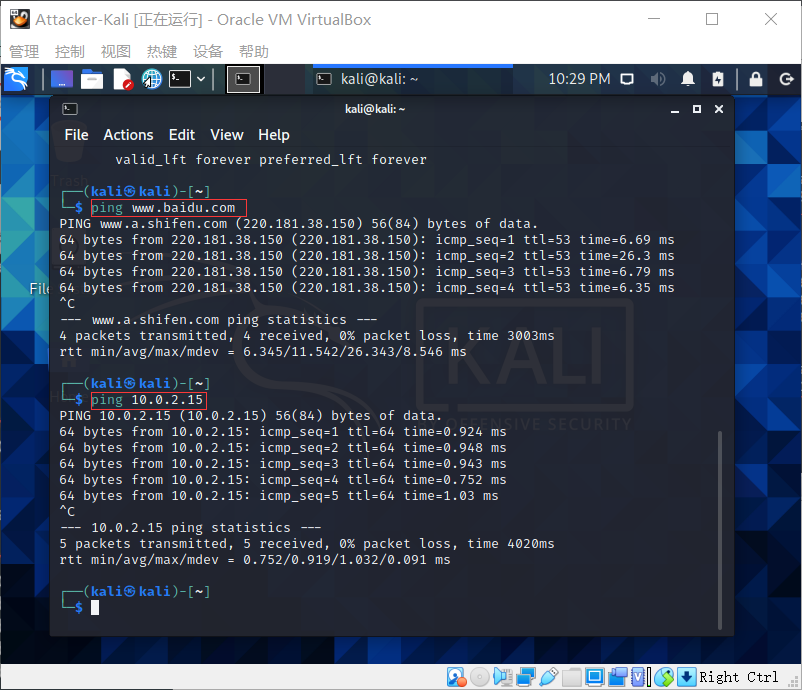 Attacker-Kali [正在运行] - Oracle VM VirtualBox
管理 控制 视图 热键 设备 帮助
kali@kali: ~ 10:29 PM
kali@kali: ~
File Actions Edit View Help
valid_lft forever preferred_lft forever
Trash
┌──(kali㉿kali)-[~]
└─$ ping www.baidu.com
PING www.a.shifen.com (220.181.38.150) 56(84) bytes of data.
64 bytes from 220.181.38.150 (220.181.38.150): icmp_seq=1 ttl=53 time=6.69 ms
64 bytes from 220.181.38.150 (220.181.38.150): icmp_seq=2 ttl=53 time=26.3 ms
64 bytes from 220.181.38.150 (220.181.38.150): icmp_seq=3 ttl=53 time=6.79 ms
64 bytes from 220.181.38.150 (220.181.38.150): icmp_seq=4 ttl=53 time=6.35 ms
^C
--- www.a.shifen.com ping statistics ---
4 packets transmitted, 4 received, 0% packet loss, time 3003ms
rtt min/avg/max/mdev = 6.345/11.542/26.343/8.546 ms
KALI
┌──(kali㉿kali)-[~]
└─$ ping 10.0.2.15
PING 10.0.2.15 (10.0.2.15) 56(84) bytes of data.
OFFENSIVE SECURITY
64 bytes from 10.0.2.15: icmp_seq=1 ttl=64 time=0.924 ms
64 bytes from 10.0.2.15: icmp_seq=2 ttl=64 time=0.948 ms
64 bytes from 10.0.2.15: icmp_seq=3 ttl=64 time=0.943 ms
64 bytes from 10.0.2.15: icmp_seq=4 ttl=64 time=0.752 ms
64 bytes from 10.0.2.15: icmp_seq=5 ttl=64 time=1.03 ms
^C
--- 10.0.2.15 ping statistics ---
5 packets transmitted, 5 received, 0% packet loss, time 4020ms
rtt min/avg/max/mdev = 0.752/0.919/1.032/0.091 ms
┌──(kali㉿kali)-[~]
└─$
Right Ctrl